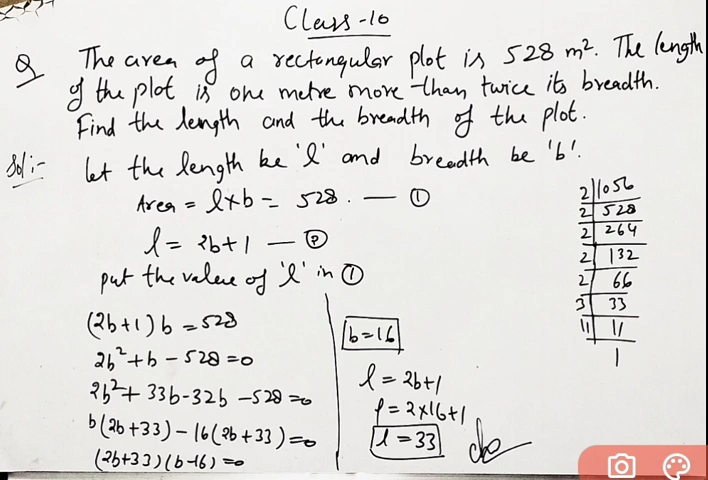 Class-10
Q The area of a rectangular plot is 528 m². The length
of the plot is one metre more than twice its breadth.
Find the length and the breadth of the plot.
Sol:- let the length be 'l' and breadth be 'b'.
Area = l×b = 528. — ①
l = 2b+1 — ②
put the value of 'l' in ①
(2b+1)b = 528
2b²+b-528=0
2b²+33b-32b-528=0
b(2b+33)-16(2b+33)=0
(2b+33)(b-16)=0
b=16
l=2b+1
l=2×16+1
l=33
2|1056
2|528
2|264
2|132
2|66
3|33
11|11
1